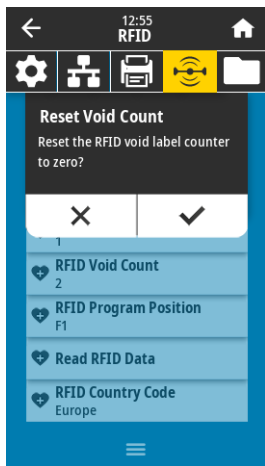 12:55
RFID
Reset Void Count
Reset the RFID void label counter
to zero?
1
RFID Void Count
2
RFID Program Position
F1
Read RFID Data
RFID Country Code
Europe